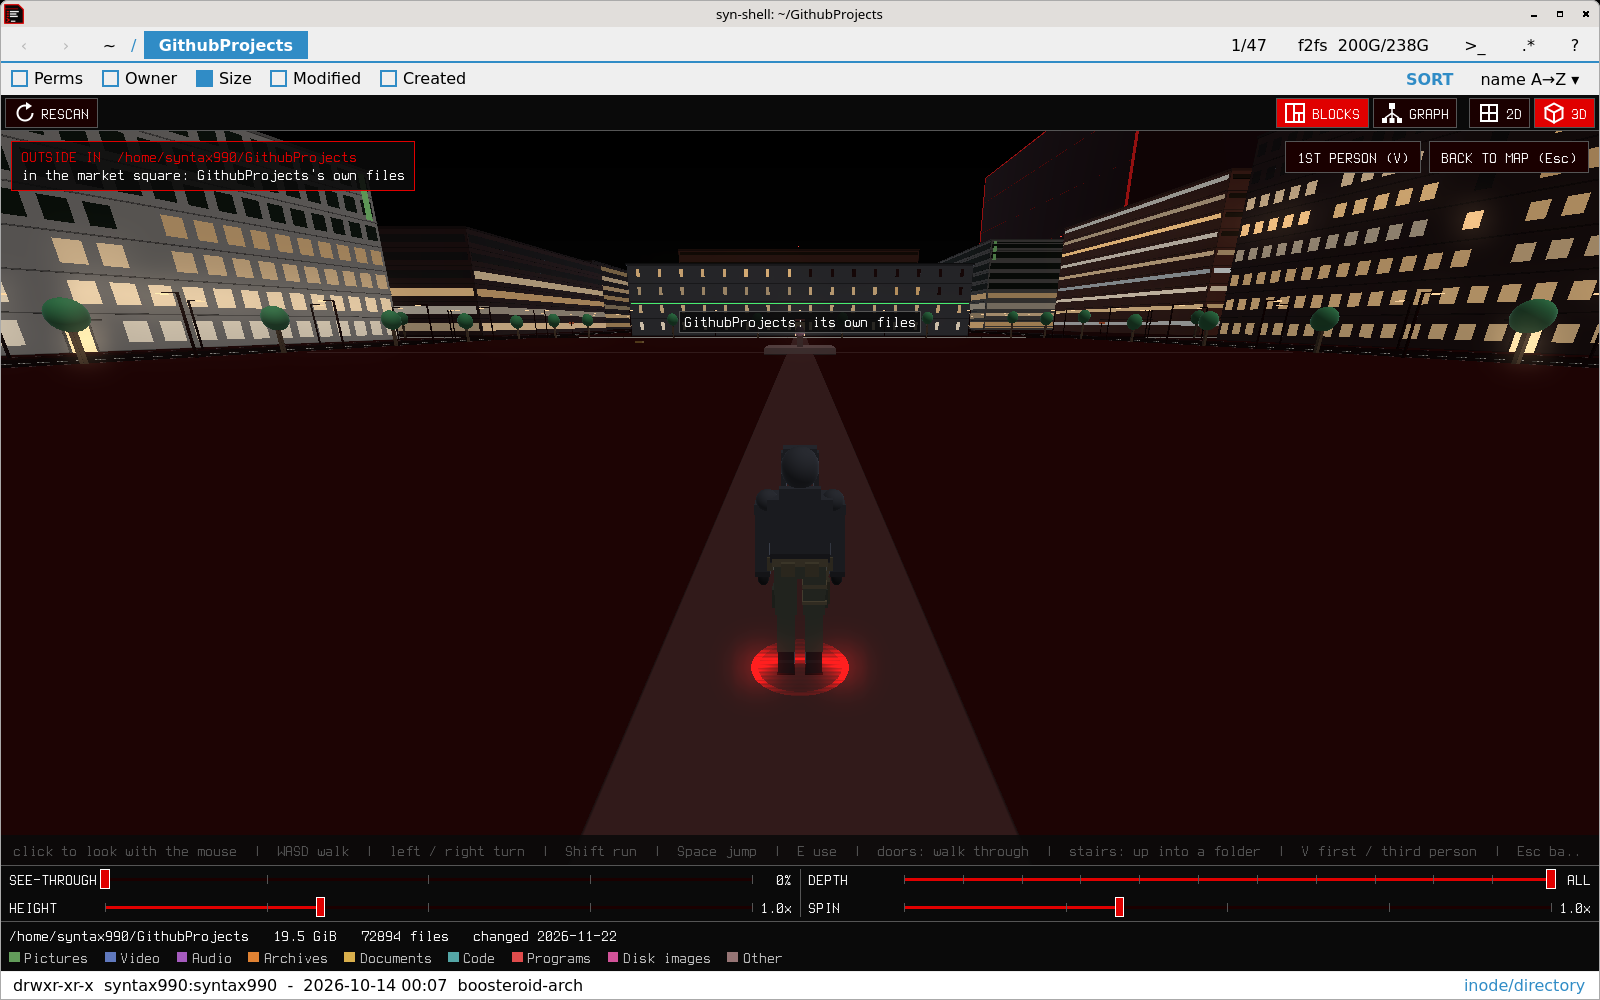 syn-shell: ~/GithubProjects
‹ › ~ / GithubProjects 1/47 f2fs 200G/238G >_ .* ?
Perms Owner Size Modified Created SORT name A→Z ▾
RESCAN BLOCKS GRAPH 2D 3D
OUTSIDE IN /home/syntax990/GithubProjects
in the market square: GithubProjects's own files
1ST PERSON (V) BACK TO MAP (Esc)
GithubProjects: its own files
click to look with the mouse | WASD walk | left / right turn | Shift run | Space jump | E use | doors: walk through | stairs: up into a folder | V first / third person | Esc ba..
SEE-THROUGH 0% DEPTH ALL
HEIGHT 1.0x SPIN 1.0x
/home/syntax990/GithubProjects 19.5 GiB 72894 files changed 2026-11-22
Pictures Video Audio Archives Documents Code Programs Disk images Other
drwxr-xr-x syntax990:syntax990 - 2026-10-14 00:07 boosteroid-arch inode/directory